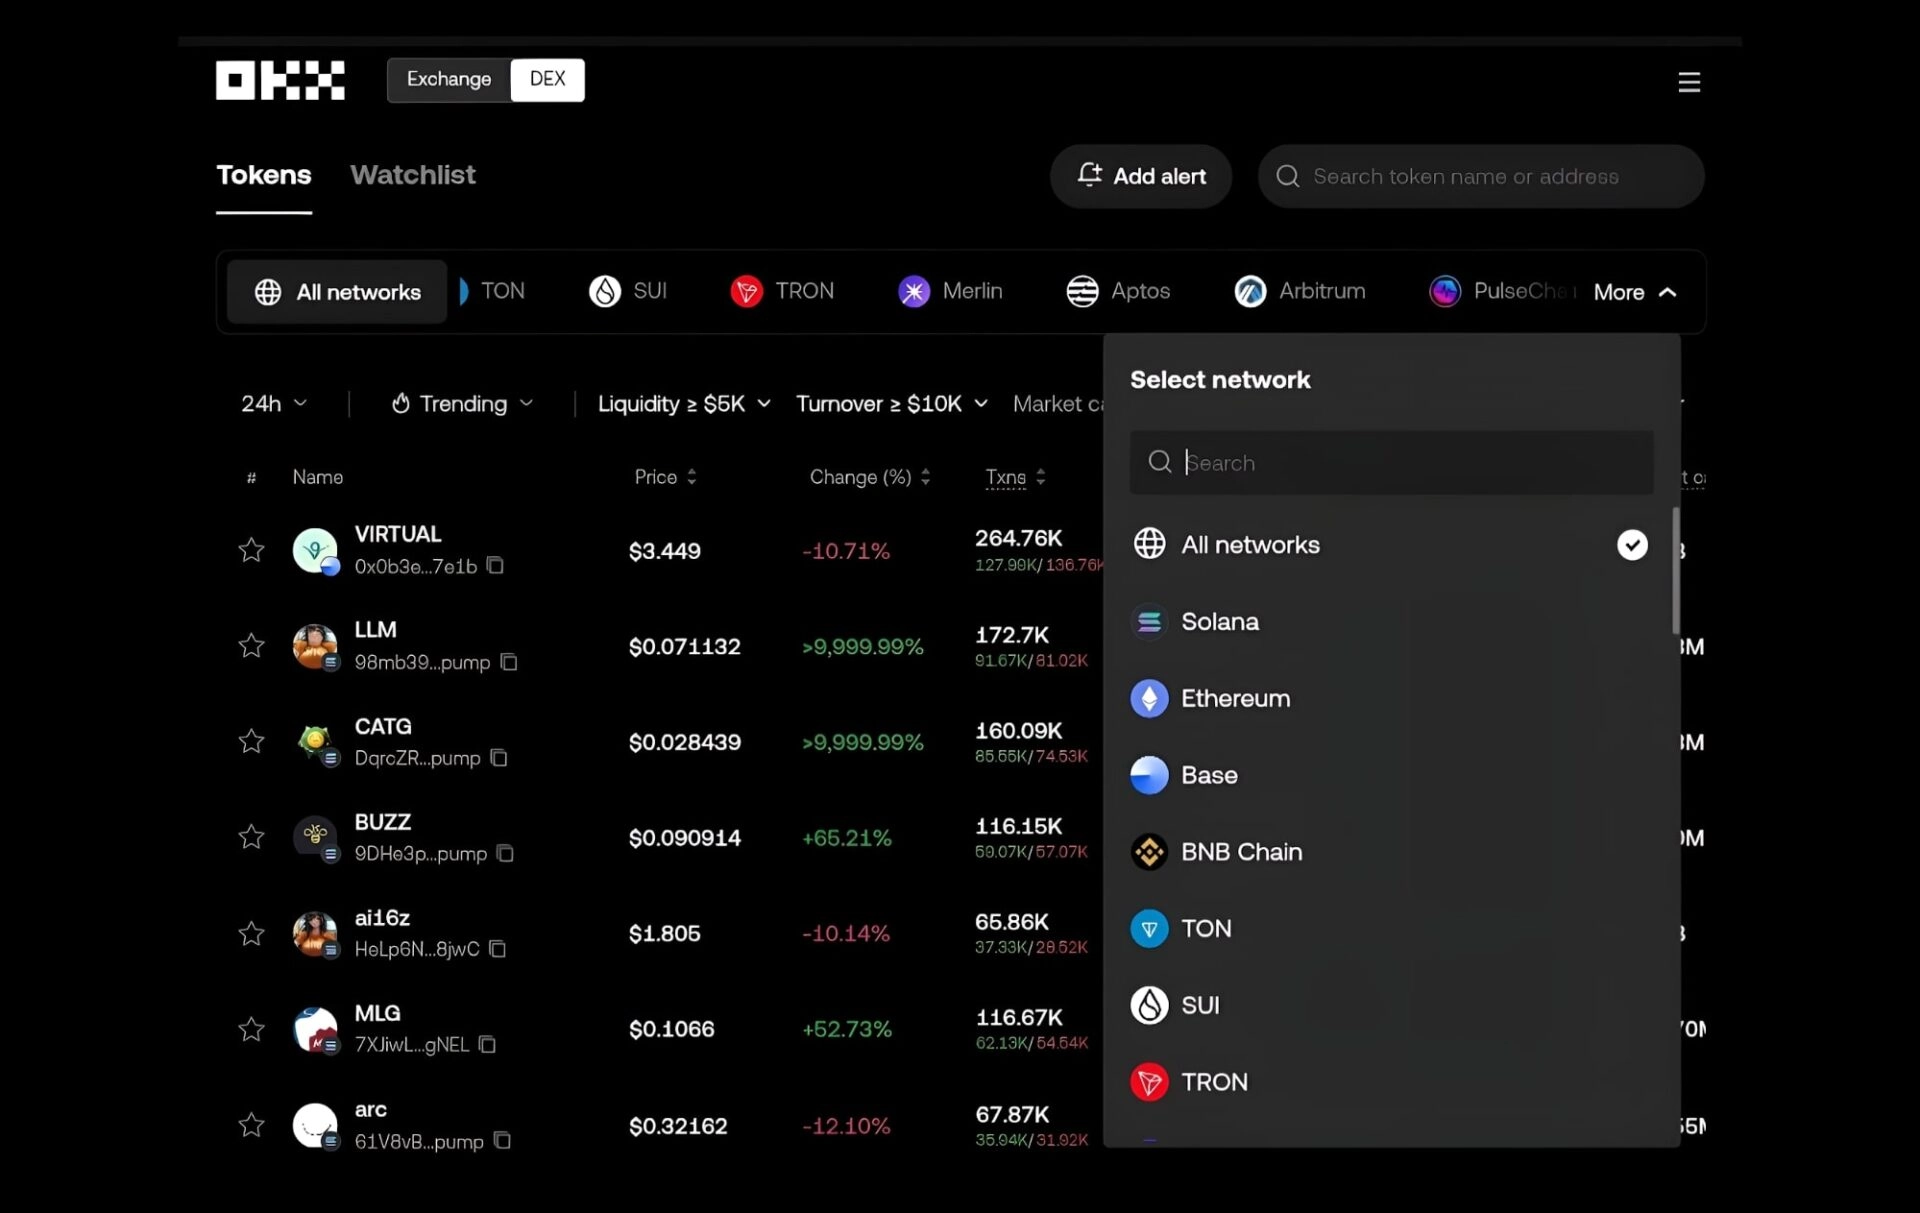 OKX
Exchange DEX
Tokens Watchlist
Add alert
Search token name or address
All networks TON SUI TRON Merlin Aptos Arbitrum PulseCha More
24h Trending Liquidity ≥ $5K Turnover ≥ $10K Market ca
# Name Price Change (%) Txns
VIRTUAL
0x0b3e...7e1b
$3.449 -10.71% 264.76K
127.99K/136.76K
LLM
98mb39...pump
$0.071132 >9,999.99% 172.7K
91.67K/81.02K
CATG
DqrcZR...pump
$0.028439 >9,999.99% 160.09K
85.55K/74.53K
BUZZ
9DHe3p...pump
$0.090914 +65.21% 116.15K
59.07K/57.07K
ai16z
HeLp6N...8jwC
$1.805 -10.14% 65.86K
37.33K/28.52K
MLG
7XJiwL...gNEL
$0.1066 +52.73% 116.67K
62.13K/54.54K
arc
61V8vB...pump
$0.32162 -12.10% 67.87K
35.94K/31.92K
Select network
Search
All networks
Solana
Ethereum
Base
BNB Chain
TON
SUI
TRON